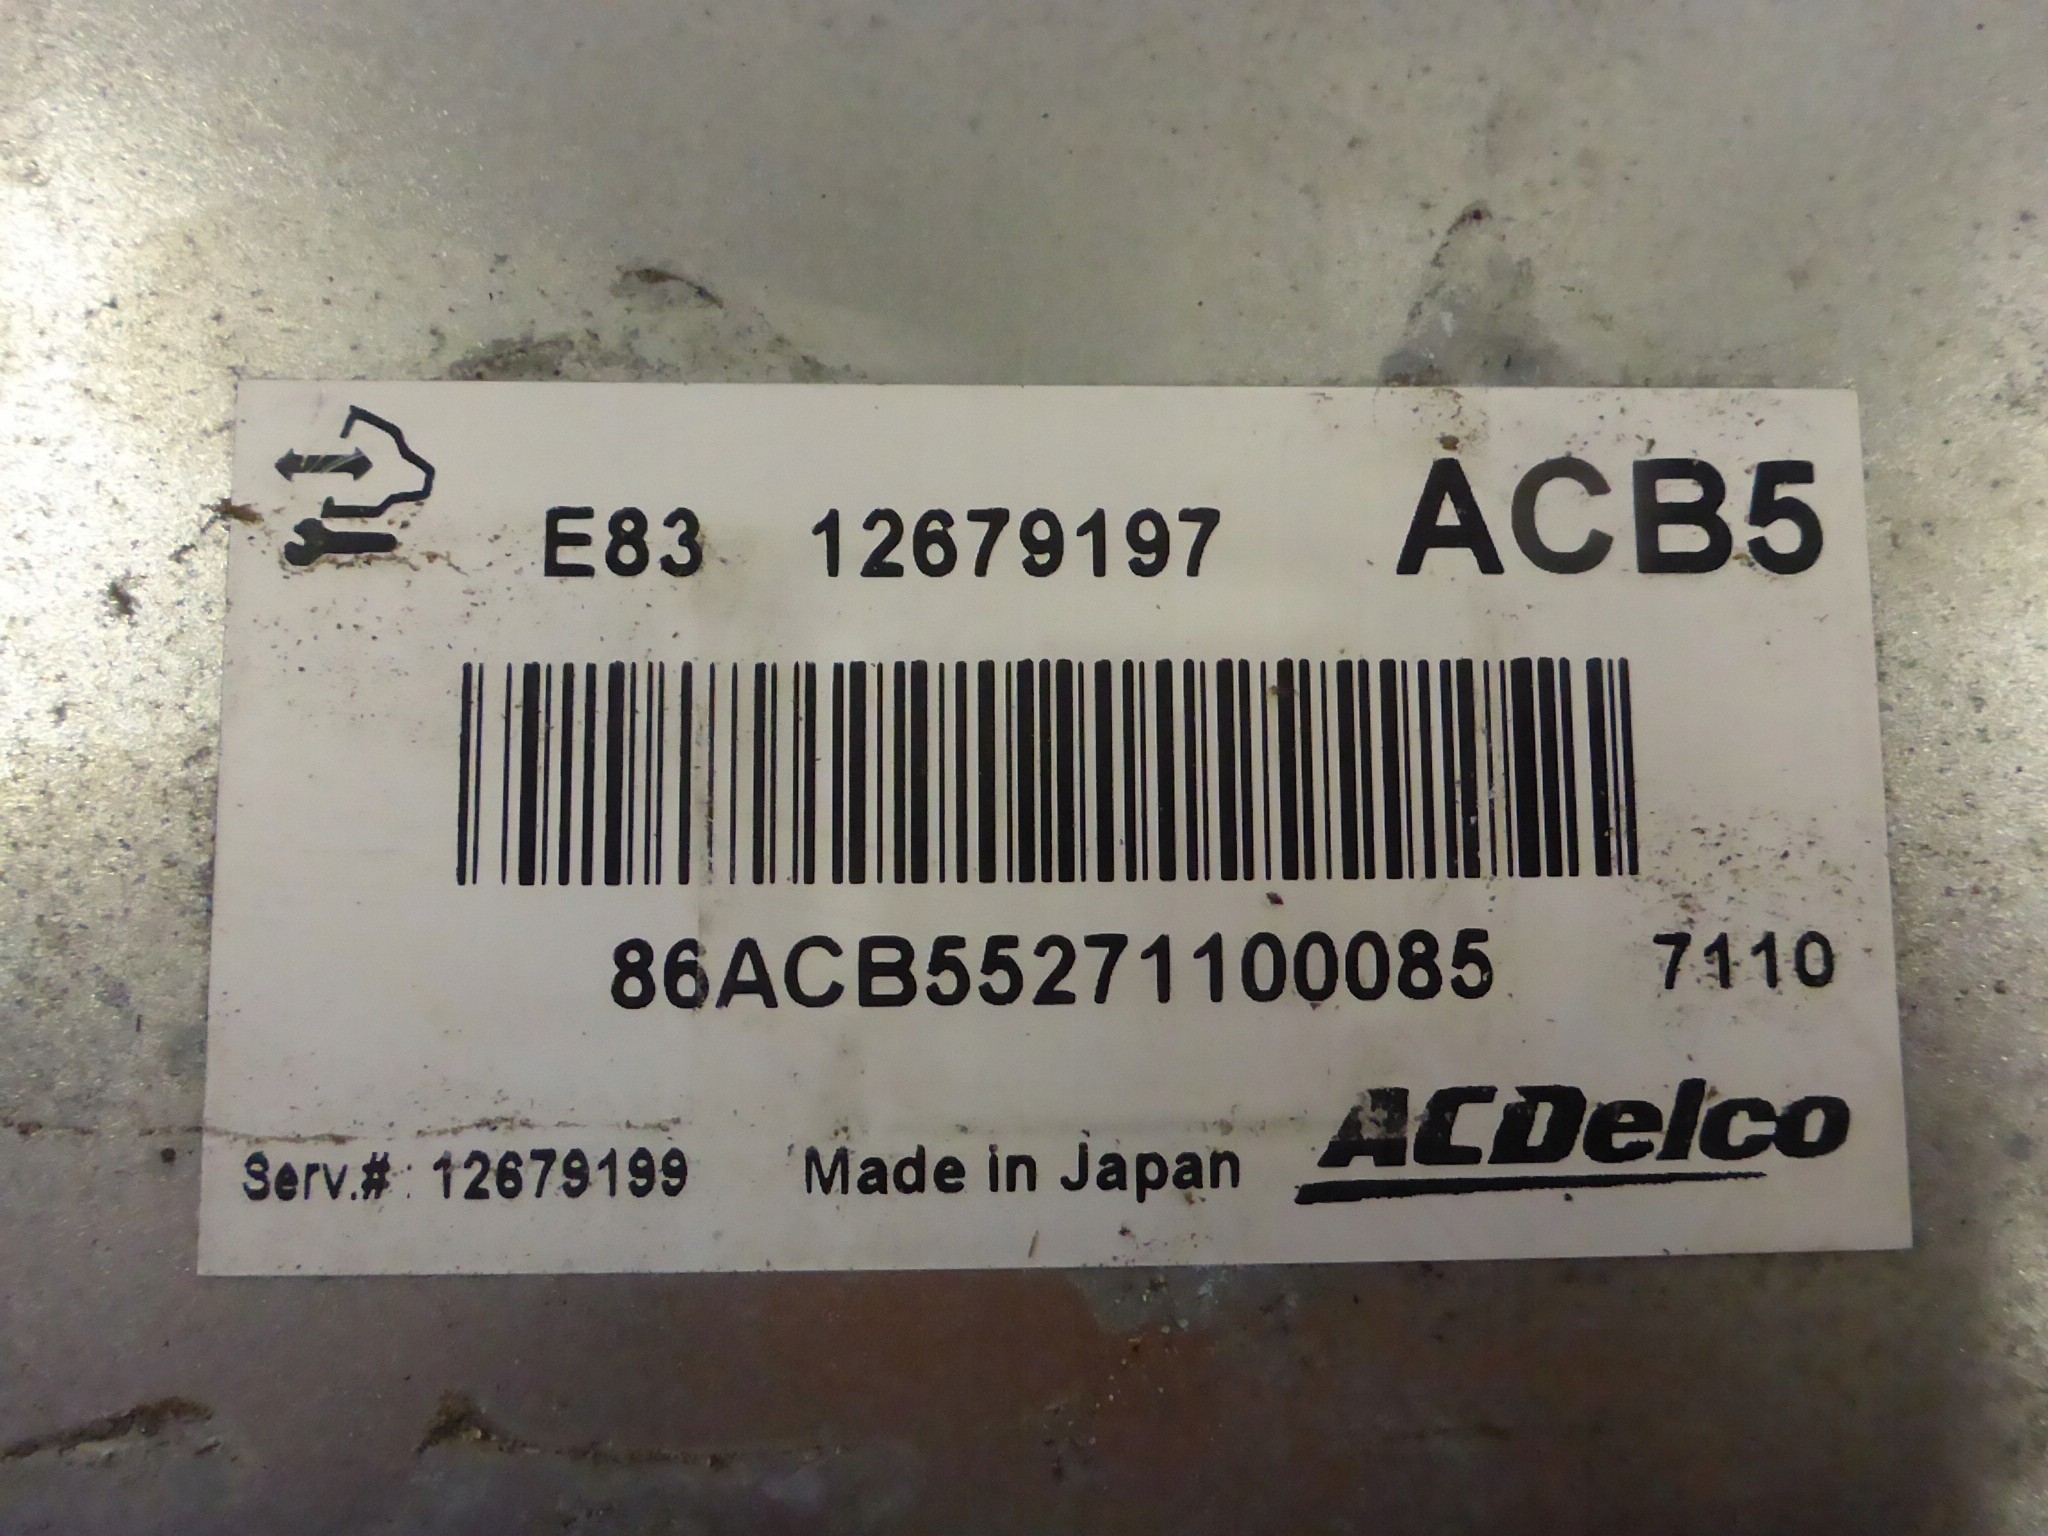 E83 12679197 ACB5
86ACB55271100085 7110
Serv.#: 12679199 Made in Japan ACDelco